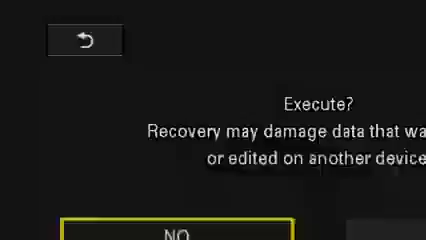 Execute?
Recovery may damage data that wa
or edited on another device
NO